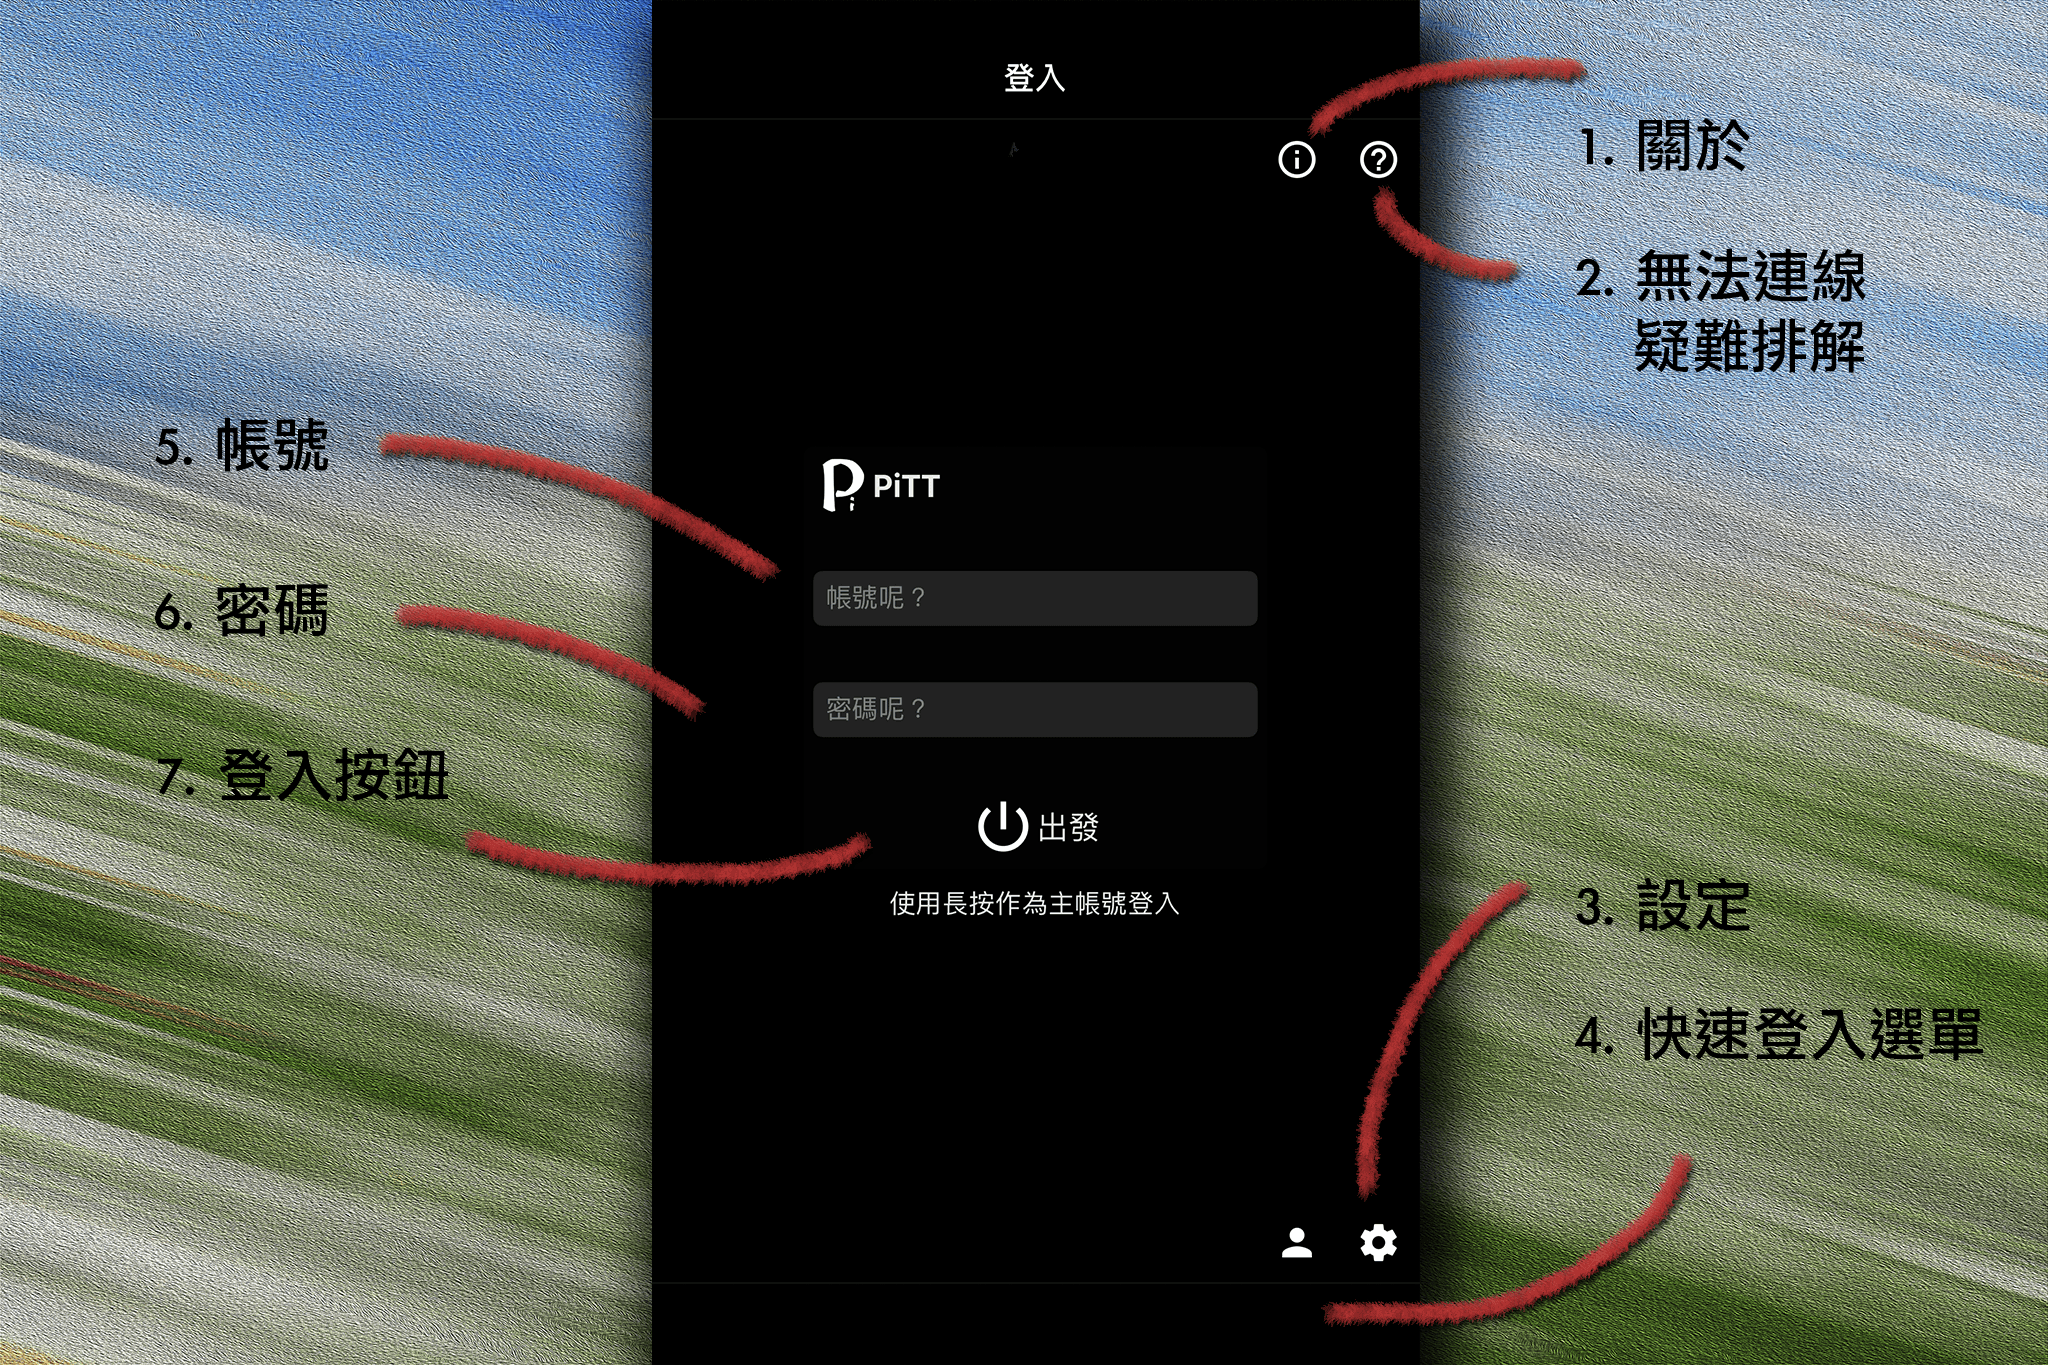 登入
1. 關於
2. 無法連線
疑難排解
5. 帳號
PiTT
帳號呢？
6. 密碼
密碼呢？
7. 登入按鈕
出發
使用長按作為主帳號登入
3. 設定
4. 快速登入選單